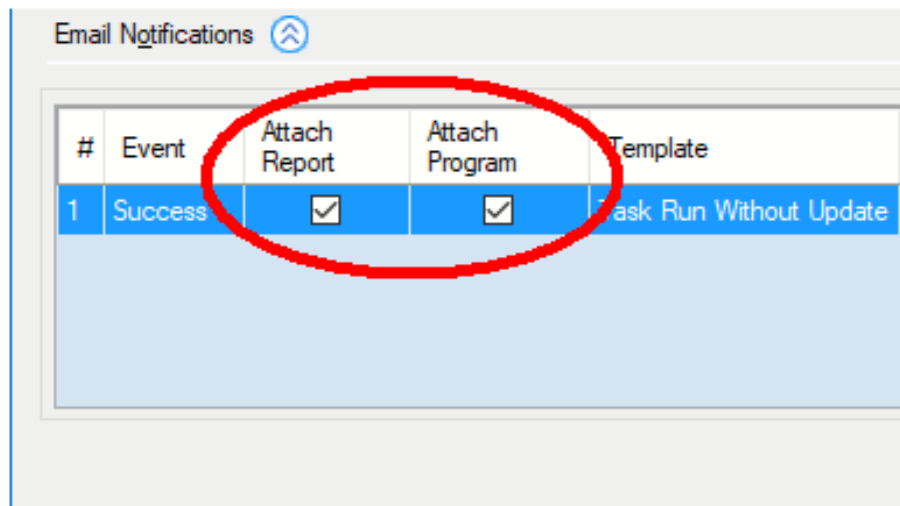 Email Notifications
# Event Attach Report Attach Program Template
1 Success Task Run Without Update